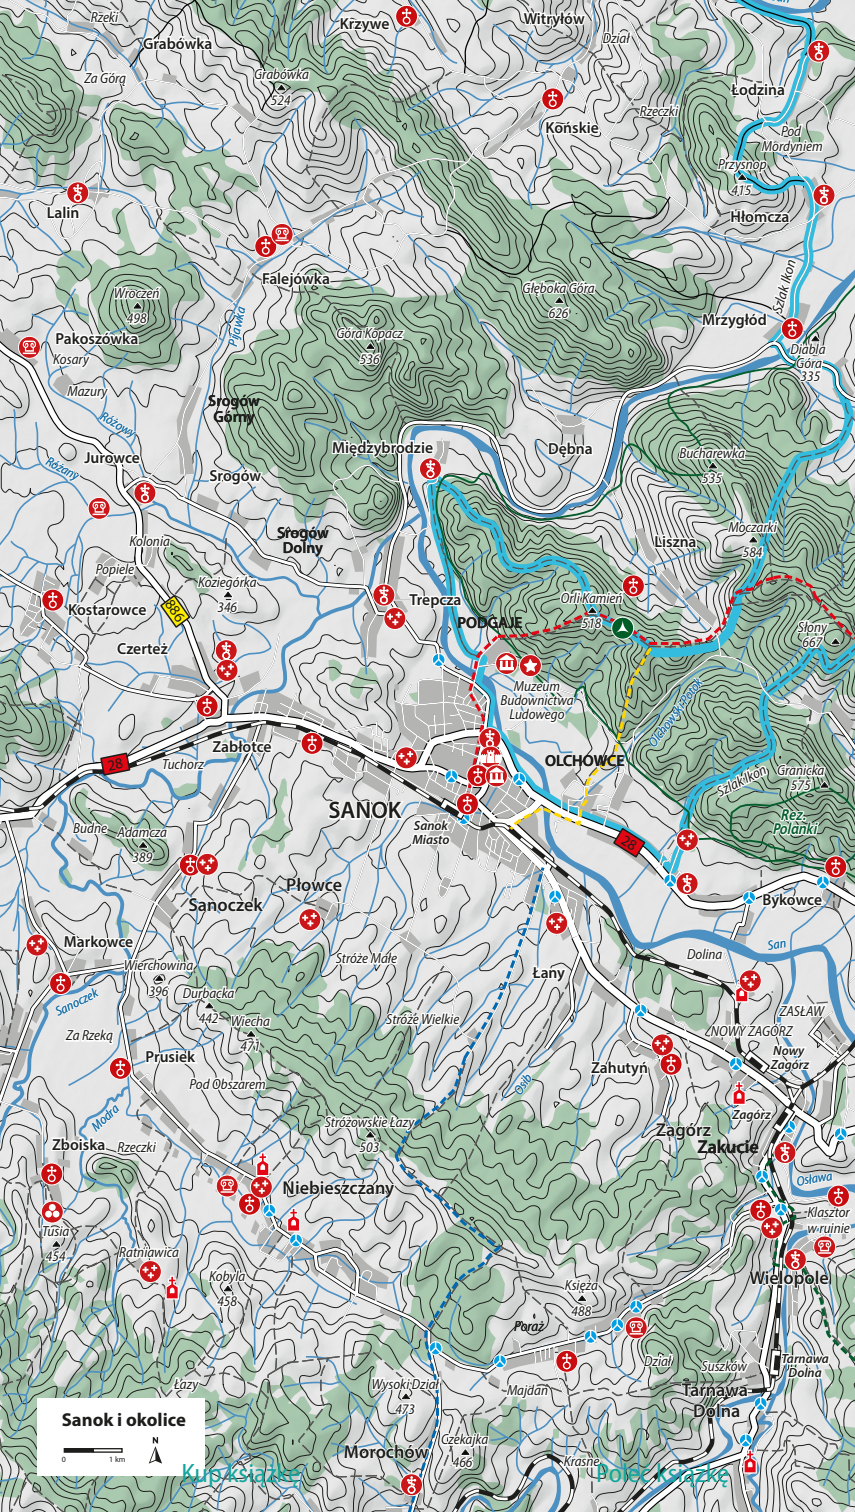 Rzeki
Grabówka
Krzywe
Witryłów
Dział
Za Górą
Grabówka
524
Łodzina
Końskie
Rzeczki
Pod
Mordyniem
Przysnop
415
Lalin
Hłomcza
Szlak Ikon
Falejówka
Wroczeń
498
Głęboka Góra
626
Pijawka
Mrzygłód
Pakoszówka
Kosary
Góra Kopacz
536
Diabla
Góra
335
Mazury
Srogów
Górny
Różowy
Międzybrodzie
Dębna
Jurowce
Różany
Srogów
Bucharewka
535
Kolonia
Srogów
Dolny
Liszna
Moczarki
584
Popiele
Koziegórka
346
Kostarowce
886
Trepcza
Orli Kamień
518
PODGAJE
Słony
667
Czerteż
Muzeum
Budownictwa
Ludowego
Olchowski Potok
Zabłotce
28
Tuchorz
OLCHOWCE
Szlak Ikon
Granicka
575
SANOK
Sanok
Miasto
Budne
Adamcza
389
Rez.
Polanki
28
Płowce
Sanoczek
Bykowce
Markowce
Stróże Małe
Łany
Dolina
San
Wierchowina
396
Sanoczek
Durbacka
442
Wiecha
471
Stróże Wielkie
ZASŁAW
NOWY ZAGÓRZ
Za Rzeką
Prusiek
Nowy
Zagórz
Pod Obszarem
Osib
Zahutyń
Zagórz
Modra
Stróżowskie Łazy
503
Zagórz
Zakucie
Zboiska
Rzeczki
Osława
Niebieszczany
Klasztor
w ruinie
Tusia
454
Ratniawica
Kobyla
458
Księża
488
Wielopole
Poraż
Dział
Suszków
Tarnawa
Dolna
Łazy
Wysoki Dział
473
Majdan
Tarnawa
Dolna
Sanok i okolice
N
0 1 km
Morochów
Czekajka
466
Krasne
Kup książkę
Poleć książkę